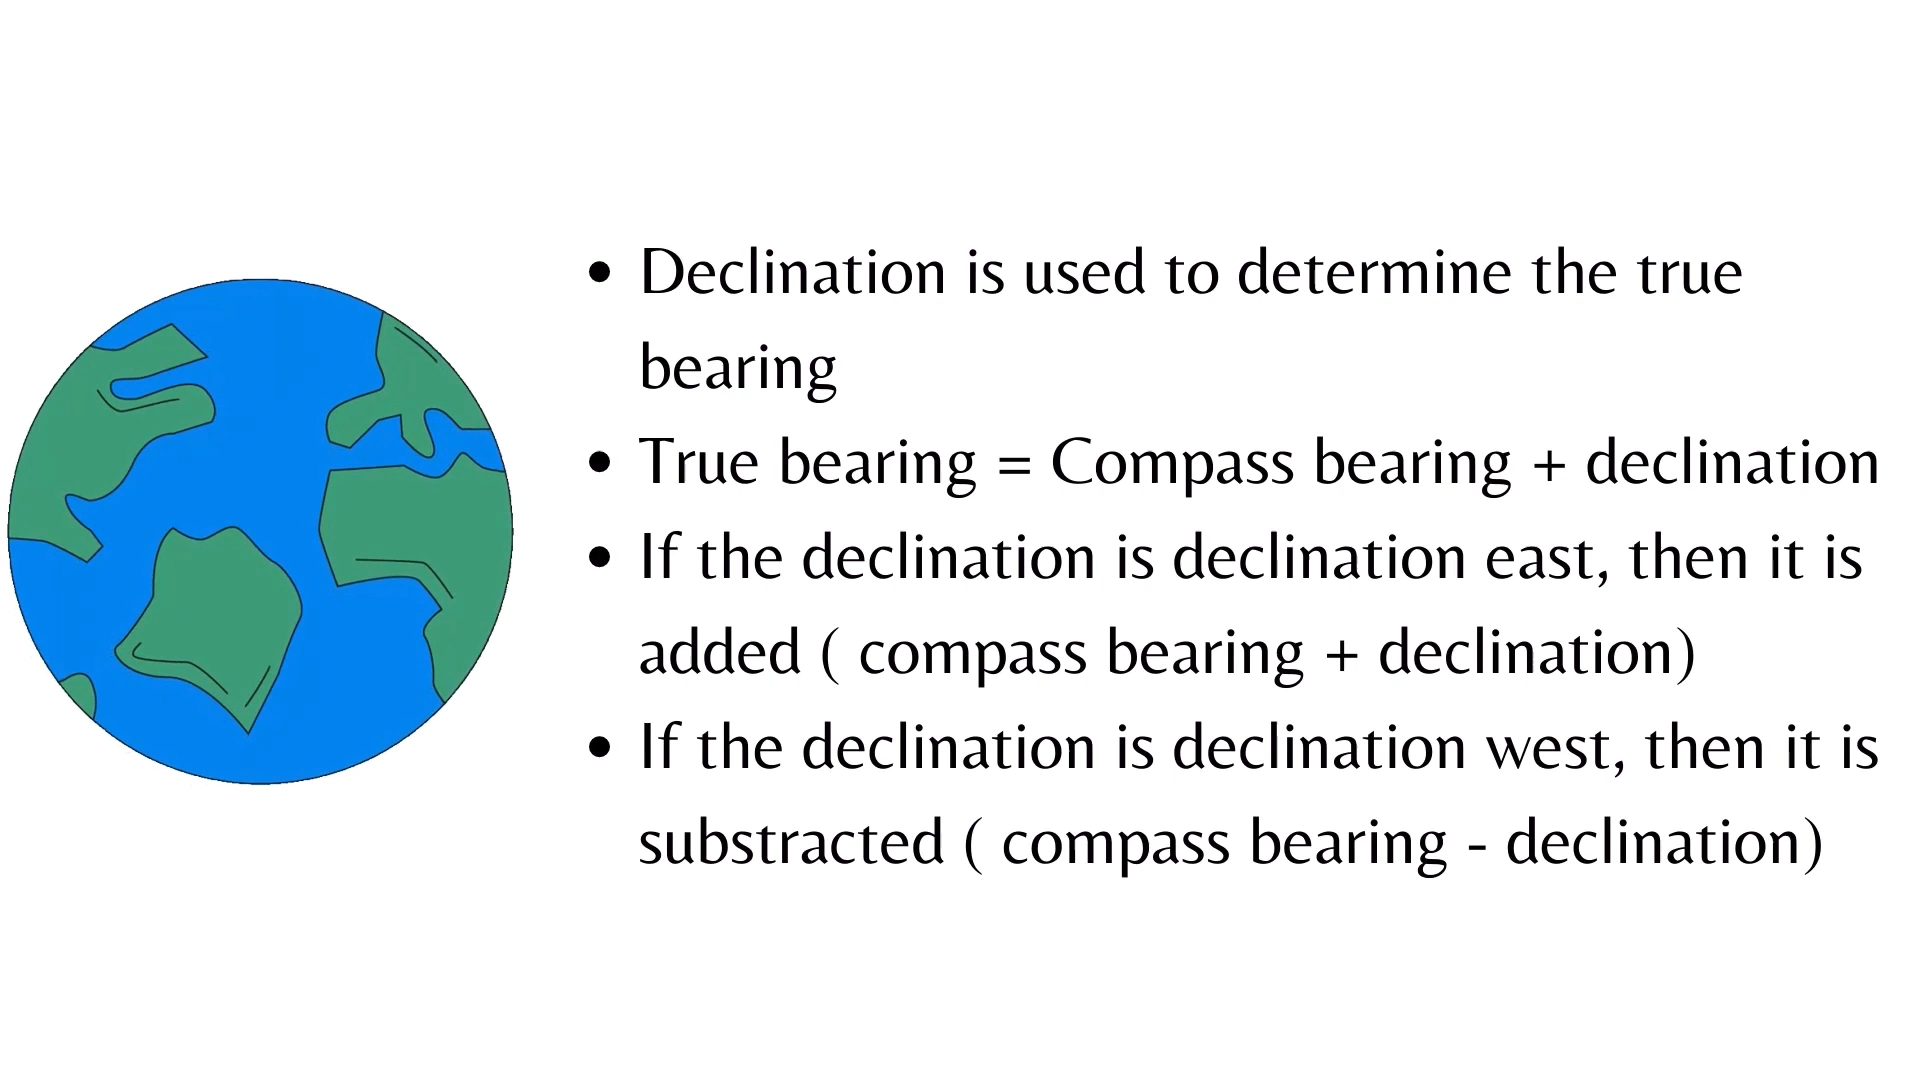 • Declination is used to determine the true
bearing
• True bearing = Compass bearing + declination
• If the declination is declination east, then it is
added ( compass bearing + declination)
• If the declination is declination west, then it is
substracted ( compass bearing - declination)